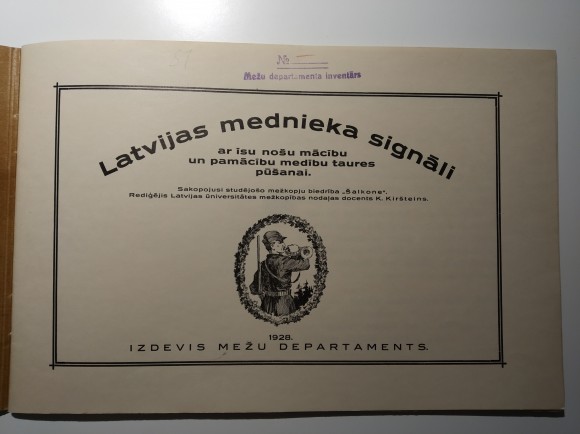 №
Mežu departamenta inventārs
Latvijas mednieka signāli
ar īsu nošu mācību
un pamācību medību taures
pūšanai.
Sakopojusi studējošo mežkopju biedrība „Šalkone“.
Rediģējis Latvijas ūniversitātes mežkopības nodaļas docents K. Kiršteins.
1928.
IZDEVIS MEŽU DEPARTAMENTS.